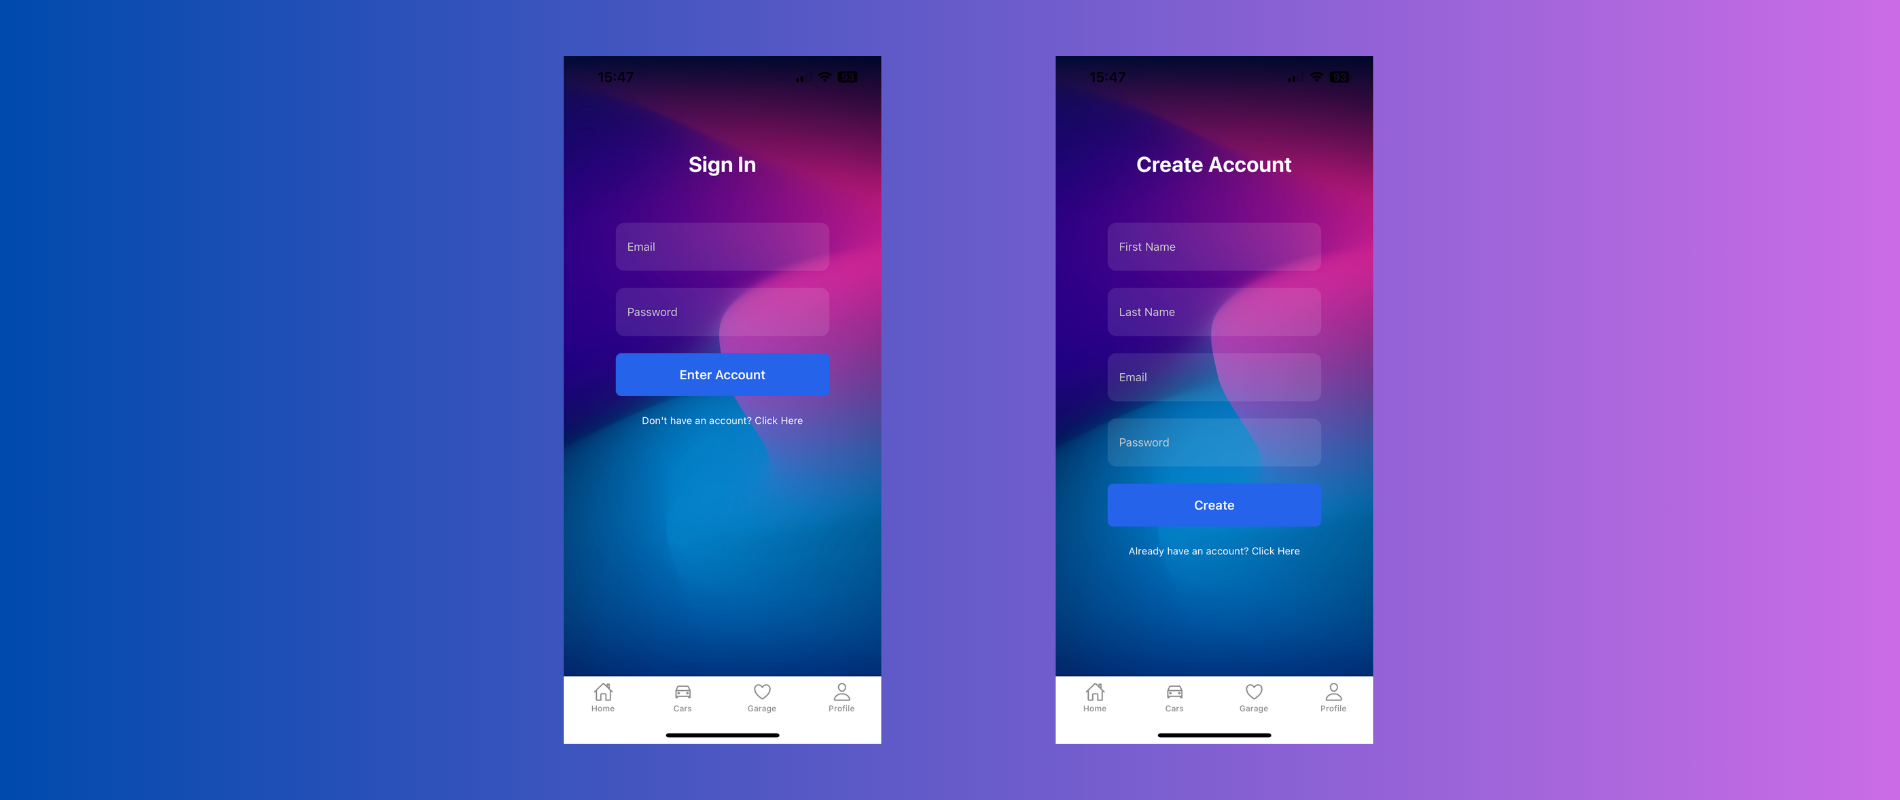 15:47
93
Sign In
Email
Password
Enter Account
Don't have an account? Click Here
Home
Cars
Garage
Profile
15:47
93
Create Account
First Name
Last Name
Email
Password
Create
Already have an account? Click Here
Home
Cars
Garage
Profile